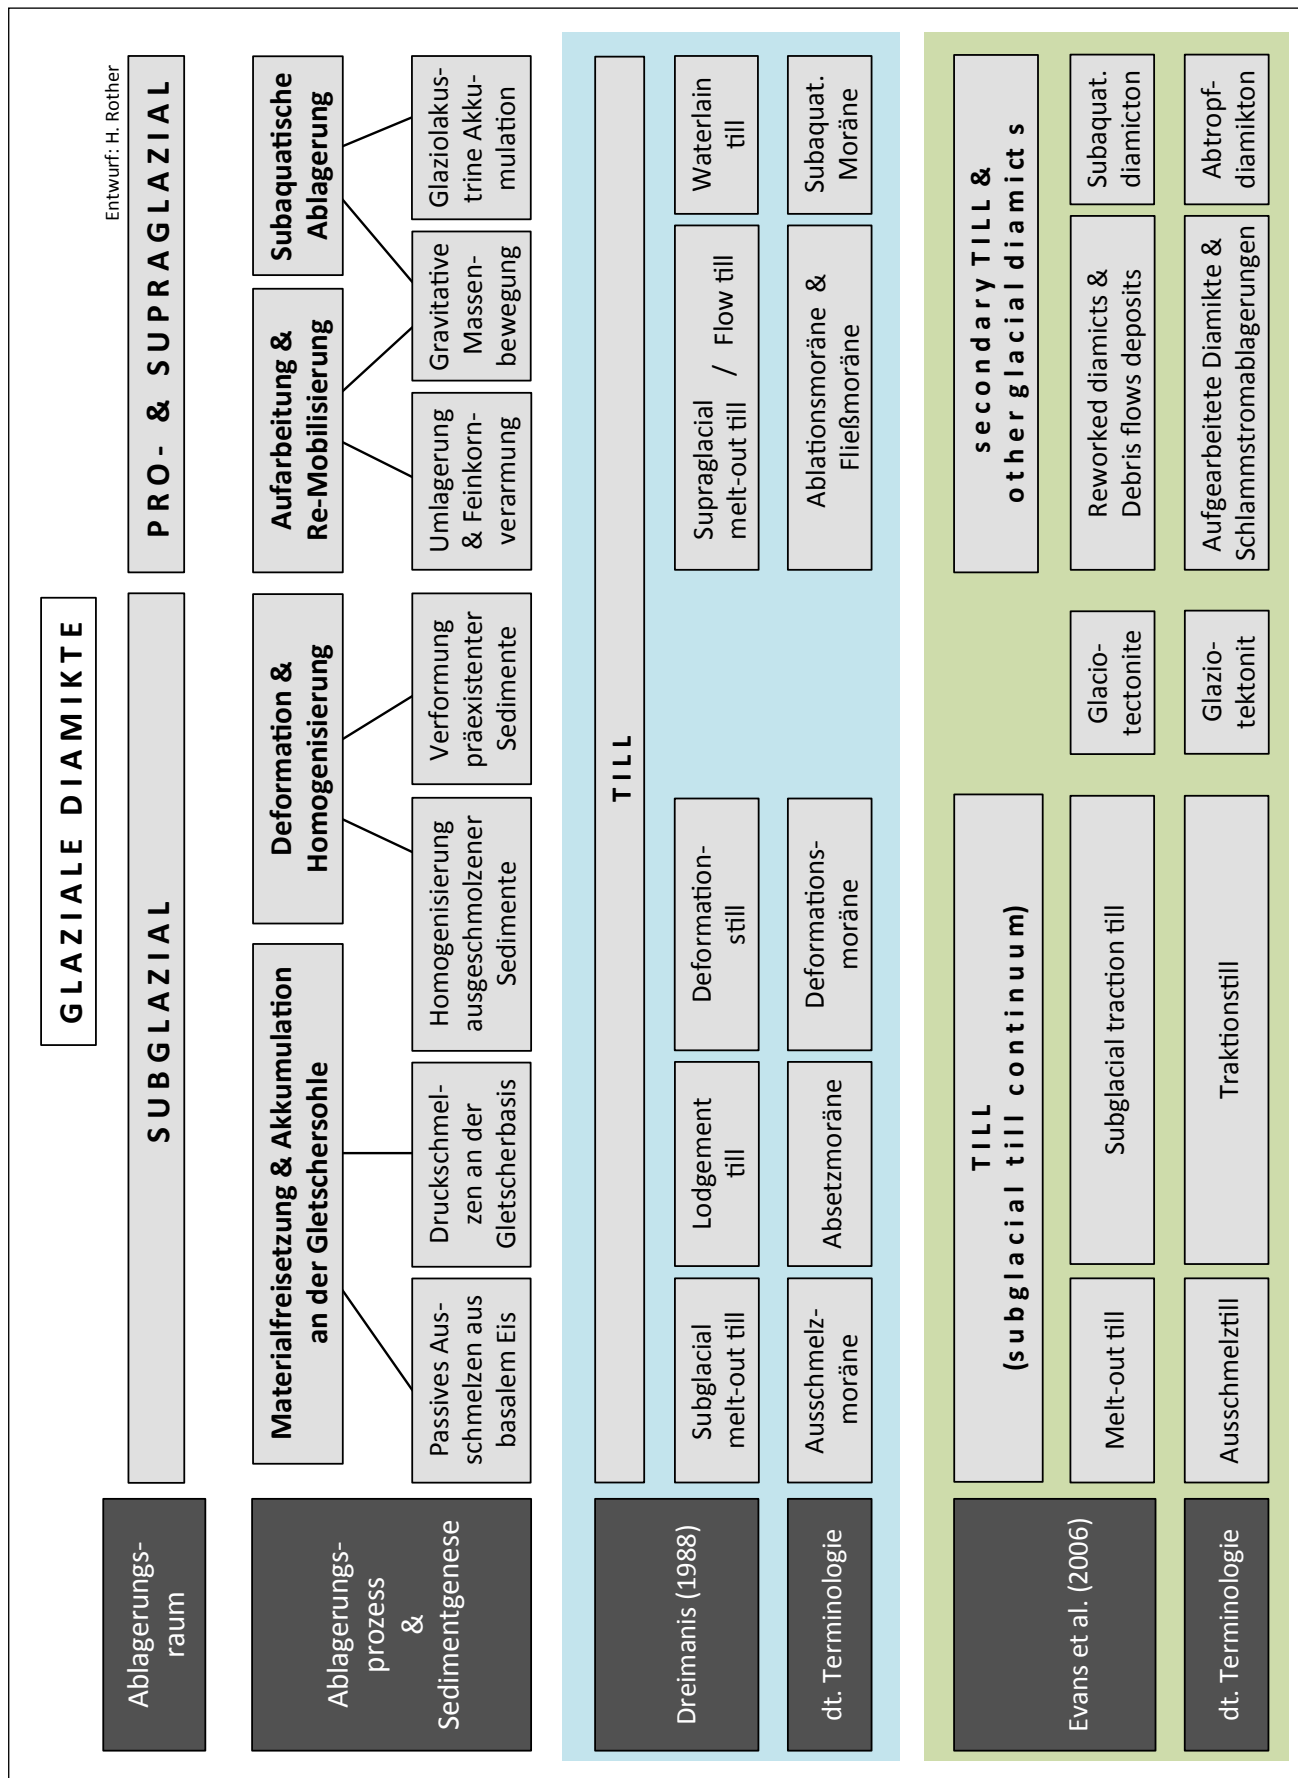 Entwurf: H. Rother
GLAZIALE DIAMIKTE
Ablagerungs-
raum
SUBGLAZIAL
PRO- & SUPRAGLAZIAL
Ablagerungs-
prozess
&
Sedimentgenese
Materialfreisetzung & Akkumulation
an der Gletschersohle
Deformation &
Homogenisierung
Aufarbeitung &
Re-Mobilisierung
Subaquatische
Ablagerung
Passives Aus-
schmelzen aus
basalem Eis
Druckschmel-
zen an der
Gletscherbasis
Homogenisierung
ausgeschmolzener
Sedimente
Verformung
präexistenter
Sedimente
Umlagerung
& Feinkorn-
verarmung
Gravitative
Massen-
bewegung
Glaziolakus-
trine Akku-
mulation
Dreimanis (1988)
TILL
Subglacial
melt-out till
Lodgement
till
Deformation-
still
Supraglacial / Flow till
melt-out till
Waterlain
till
dt. Terminologie
Ausschmelz-
moräne
Absetzmoräne
Deformations-
moräne
Ablationsmoräne &
Fließmoräne
Subaquat.
Moräne
Evans et al. (2006)
TILL
(subglacial till continuum)
secondary TILL &
other glacial diamict s
Melt-out till
Subglacial traction till
Glacio-
tectonite
Reworked diamicts &
Debris flows deposits
Subaquat.
diamicton
dt. Terminologie
Ausschmelztill
Traktionstill
Glazio-
tektonit
Aufgearbeitete Diamikte &
Schlammstromablagerungen
Abtropf-
diamikton